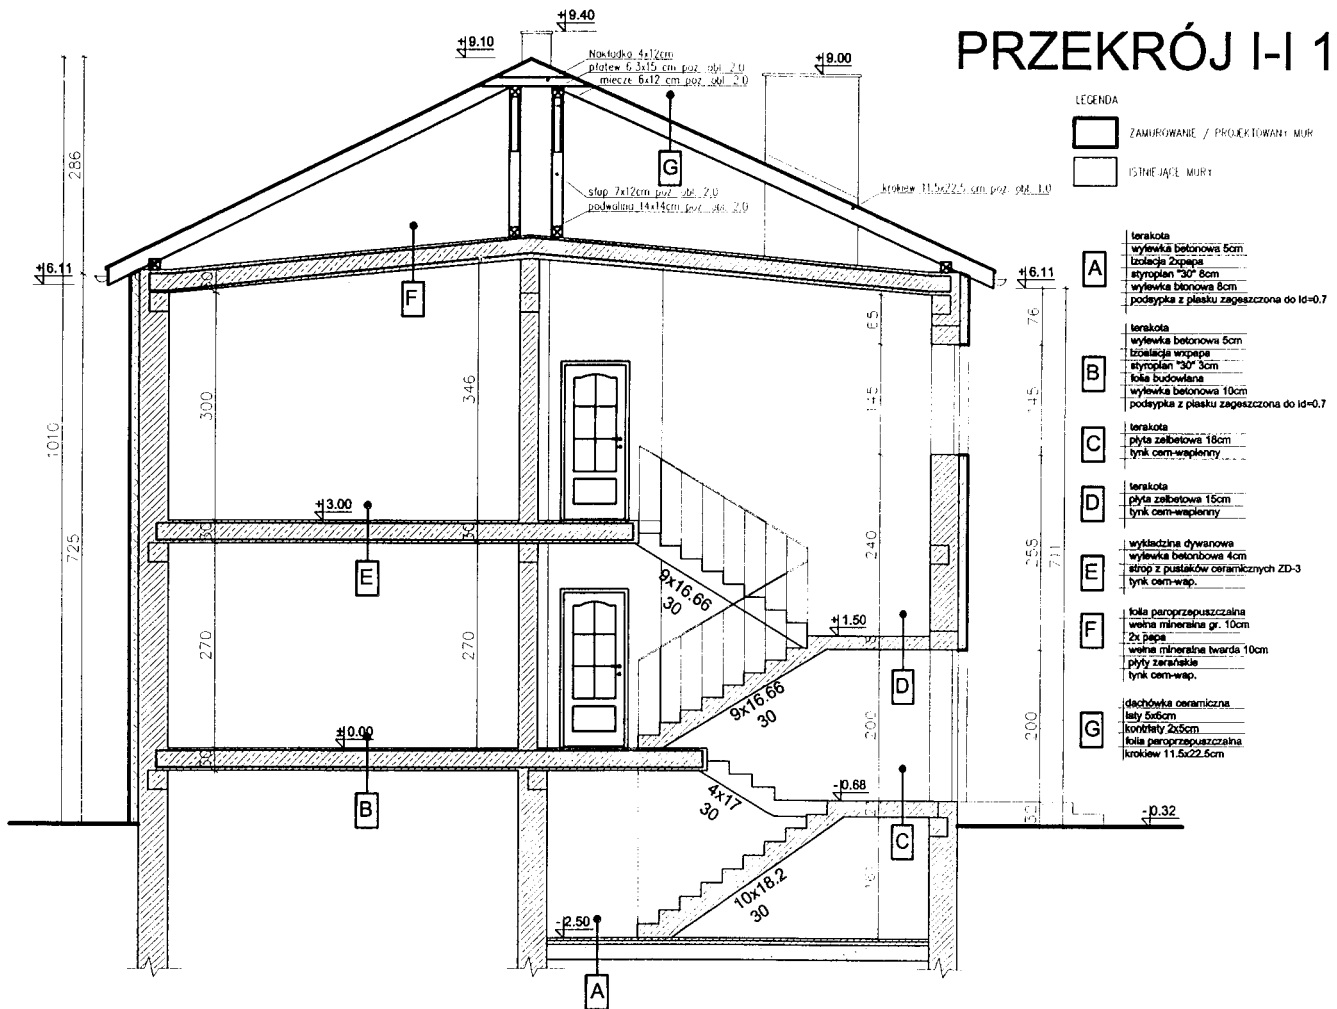 PRZEKRÓJ I-I 1
+9.40
+9.10
+9.00
Nakładka 4x12cm
płatew 6.3x15 cm poz. obl. 2.0
miecze 6x12 cm poz. obl. 2.0
G
słup 7x12cm poz. obl. 2.0
podwalina 14x14cm poz. obl. 2.0
krokiew 11.5x22.5 cm poz. obl. 1.0
LEGENDA
ZAMUROWANIE / PROJEKTOWANY MUR
ISTNIEJĄCE MURY
286
1010
725
+6.11
+6.11
F
30
300
346
65
145
76
145
+3.00
30
30
E
9x16.66
30
240
255
711
+1.50
270
270
9x16.66
30
D
200
200
±0.00
30
B
4x17
30
-0.68
C
30
-0.32
10x18.2
30
-2.50
A
A
terakota
wylewka betonowa 5cm
izolacja 2xpapa
styropian "30" 8cm
wylewka btonowa 8cm
podsypka z piasku zageszczona do Id=0.7
B
terakota
wylewka betonowa 5cm
styropian "30" 3cm
folia budowlana
wylewka betonowa 10cm
podsypka z piasku zageszczona do Id=0.7
C
terakota
płyta zelbetowa 18cm
tynk cem-wapienny
D
terakota
płyta zelbetowa 15cm
tynk cem-wapienny
E
wykładzina dywanowa
wylewka betonbowa 4cm
strop z pustaków ceramicznych ZD-3
tynk cem-wap.
F
folia paroprzepuszczalna
wełna mineralna gr. 10cm
2x papa
wełna mineralna twarda 10cm
płyty zerańskie
tynk cem-wap.
G
dachówka ceramiczna
łaty 5x6cm
kontrłaty 2x5cm
folia paroprzepuszczalna
krokiew 11.5x22.5cm